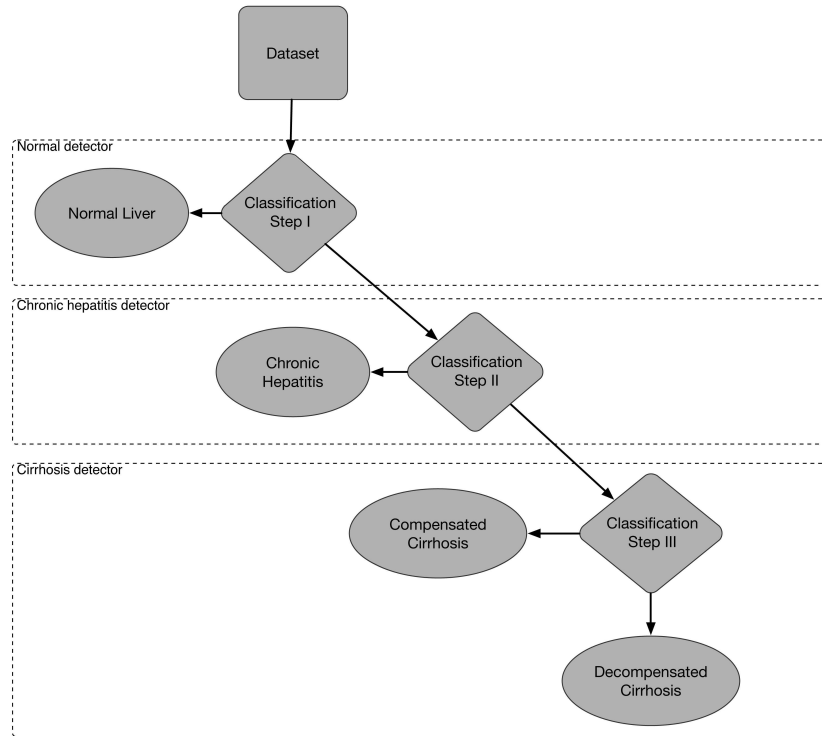 Dataset
Normal detector
Normal Liver
Classification
Step I
Chronic hepatitis detector
Chronic
Hepatitis
Classification
Step II
Cirrhosis detector
Compensated
Cirrhosis
Classification
Step III
Decompensated
Cirrhosis